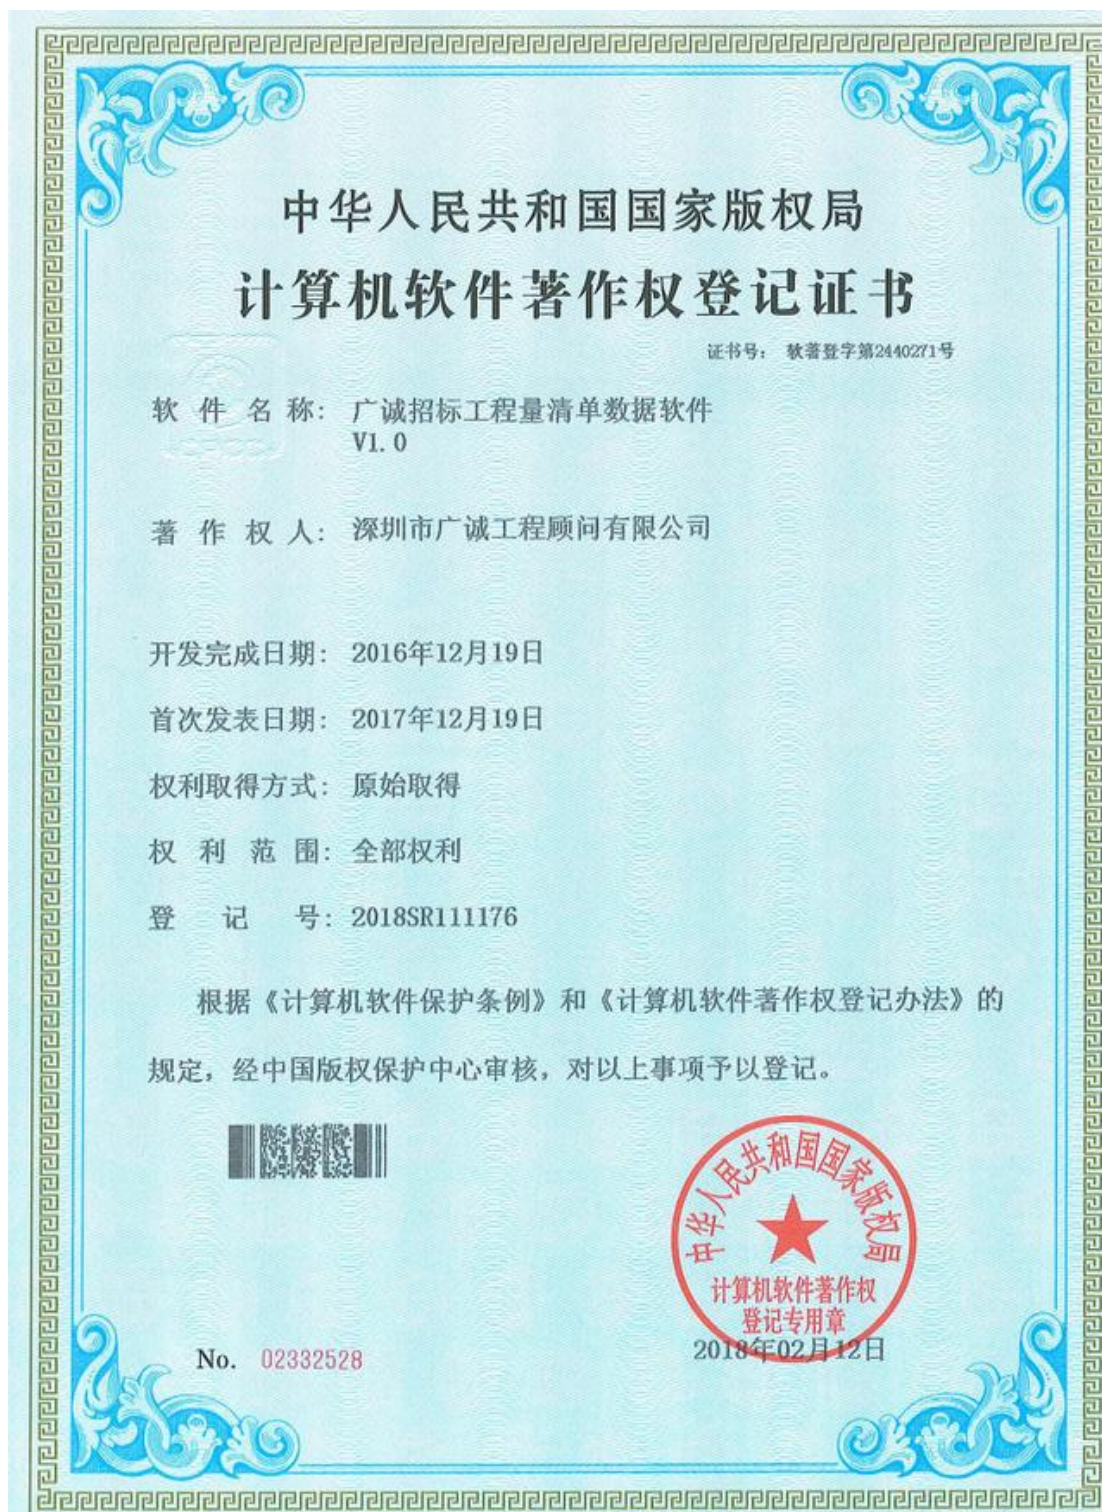 中华人民共和国国家版权局
计算机软件著作权登记证书
证书号： 软著登字第2440271号
软件名称： 广诚招标工程量清单数据软件
V1.0
著作权人： 深圳市广诚工程顾问有限公司
开发完成日期： 2016年12月19日
首次发表日期： 2017年12月19日
权利取得方式： 原始取得
权利范围： 全部权利
登记号： 2018SR111176
根据《计算机软件保护条例》和《计算机软件著作权登记办法》的
规定，经中国版权保护中心审核，对以上事项予以登记。
中华人民共和国国家版权局
计算机软件著作权
登记专用章
2018年02月12日
No. 02332528